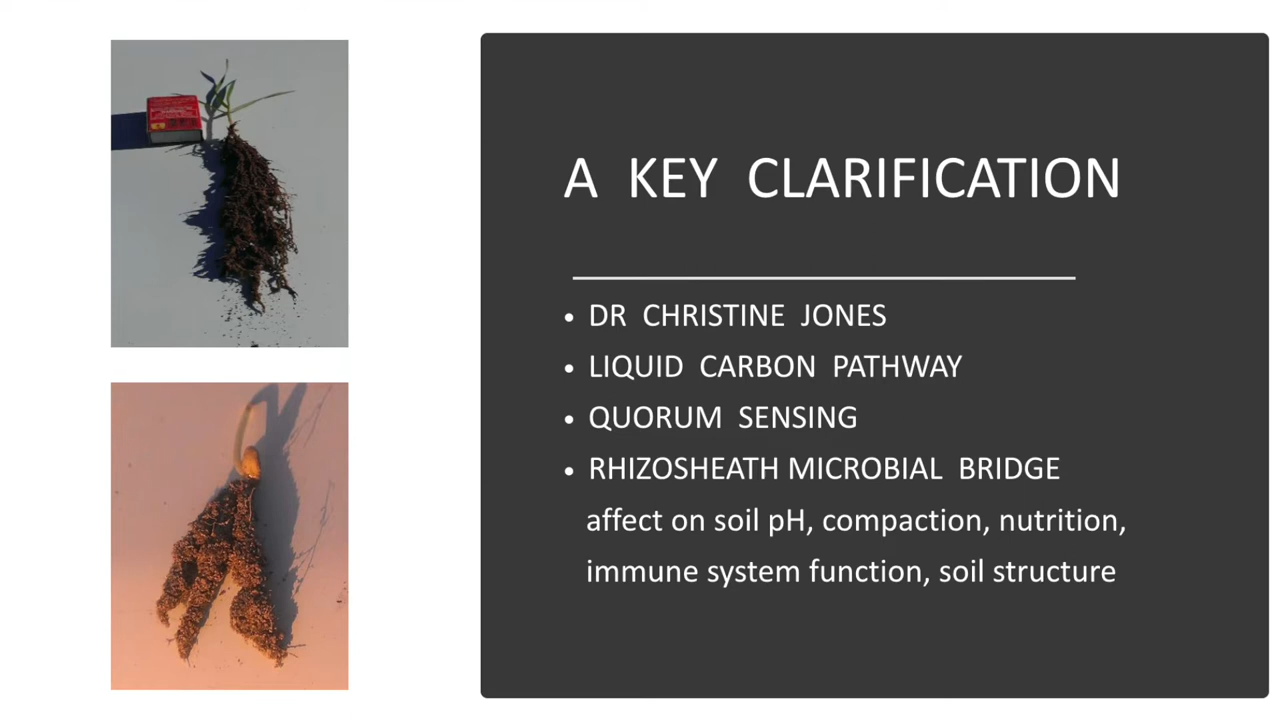 A KEY CLARIFICATION
• DR CHRISTINE JONES
• LIQUID CARBON PATHWAY
• QUORUM SENSING
• RHIZOSHEATH MICROBIAL BRIDGE
affect on soil pH, compaction, nutrition,
immune system function, soil structure